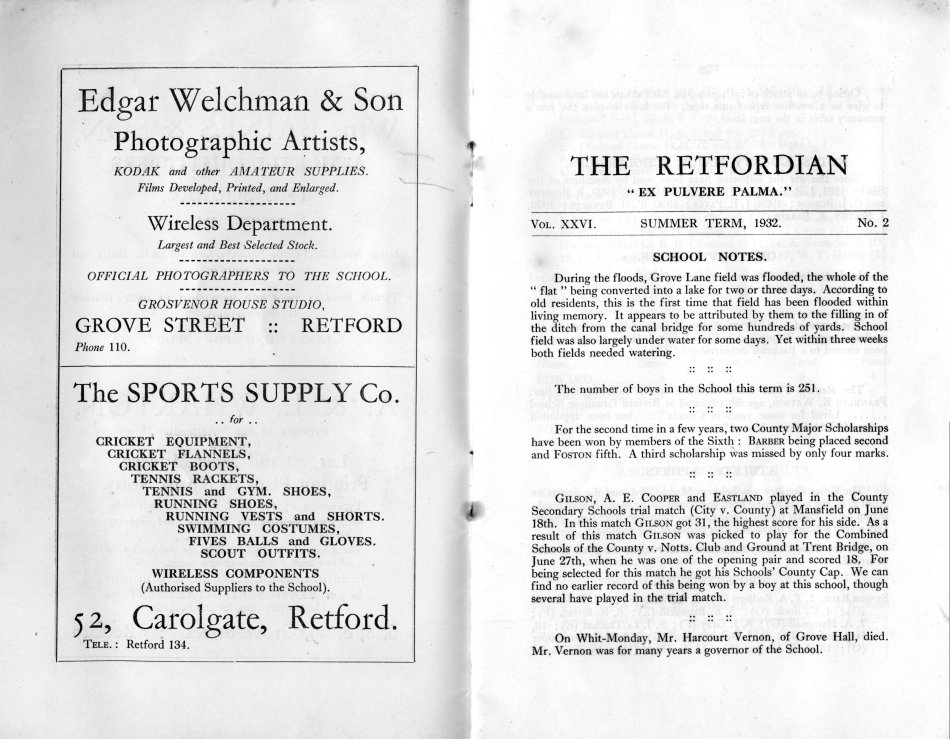 Edgar Welchman & Son
Photographic Artists,
KODAK and other AMATEUR SUPPLIES.
Films Developed, Printed, and Enlarged.
Wireless Department.
Largest and Best Selected Stock.
OFFICIAL PHOTOGRAPHERS TO THE SCHOOL.
GROSVENOR HOUSE STUDIO,
GROVE STREET :: RETFORD
Phone 110.
The SPORTS SUPPLY Co.
.. for ..
CRICKET EQUIPMENT,
CRICKET FLANNELS,
CRICKET BOOTS,
TENNIS RACKETS,
TENNIS and GYM. SHOES,
RUNNING SHOES,
RUNNING VESTS and SHORTS.
SWIMMING COSTUMES,
FIVES BALLS and GLOVES.
SCOUT OUTFITS.
WIRELESS COMPONENTS
(Authorised Suppliers to the School).
52, Carolgate, Retford.
TELE. : Retford 134.
THE RETFORDIAN
" EX PULVERE PALMA."
VOL. XXVI. SUMMER TERM, 1932. No. 2
SCHOOL NOTES.
During the floods, Grove Lane field was flooded, the whole of the
" flat " being converted into a lake for two or three days. According to
old residents, this is the first time that field has been flooded within
living memory. It appears to be attributed by them to the filling in of
the ditch from the canal bridge for some hundreds of yards. School
field was also largely under water for some days. Yet within three weeks
both fields needed watering.
:: :: ::
The number of boys in the School this term is 251.
:: :: ::
For the second time in a few years, two County Major Scholarships
have been won by members of the Sixth : BARBER being placed second
and FOSTON fifth. A third scholarship was missed by only four marks.
:: :: ::
GILSON, A. E. COOPER and EASTLAND played in the County
Secondary Schools trial match (City v. County) at Mansfield on June
18th. In this match GILSON got 31, the highest score for his side. As a
result of this match GILSON was picked to play for the Combined
Schools of the County v. Notts. Club and Ground at Trent Bridge, on
June 27th, when he was one of the opening pair and scored 18. For
being selected for this match he got his Schools' County Cap. We can
find no earlier record of this being won by a boy at this school, though
several have played in the trial match.
:: :: ::
On Whit-Monday, Mr. Harcourt Vernon, of Grove Hall, died.
Mr. Vernon was for many years a governor of the School.